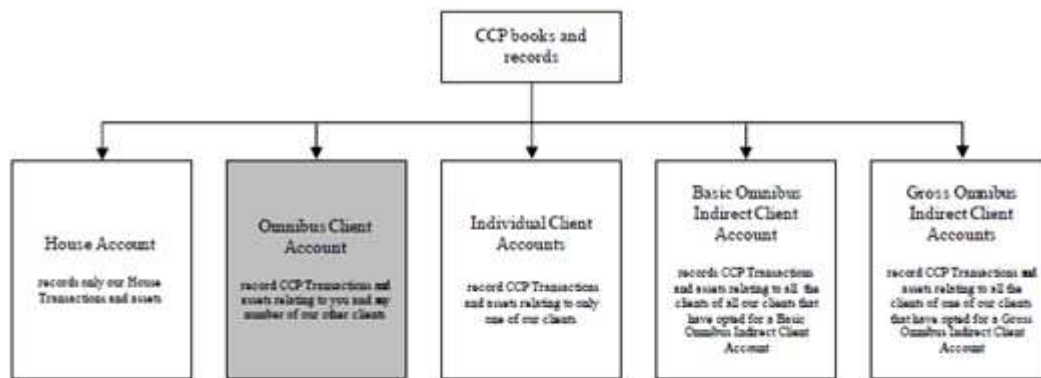 CCP books and
records
House Account
records only our House
Transactions and assets
Omnibus Client
Account
record CCP Transactions and
assets relating to you and any
number of our other clients
Individual Client
Accounts
record CCP Transactions
and assets relating to only
one of our clients
Basic Omnibus
Indirect Client
Account
records CCP Transactions
and assets relating to all the
clients of all our clients that
have opted for a Basic
Omnibus Indirect Client
Account
Gross Omnibus
Indirect Client
Accounts
record CCP Transactions and
assets relating to all the
clients of one of our clients
that have opted for a Gross
Omnibus Indirect Client
Account